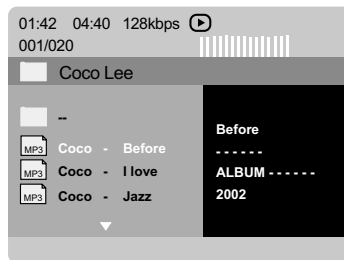 01:42 04:40 128kbps
001/020
Coco Lee
--
MP3 Coco - Before
MP3 Coco - I love
MP3 Coco - Jazz
Before
- - - - - -
ALBUM - - - - - -
2002